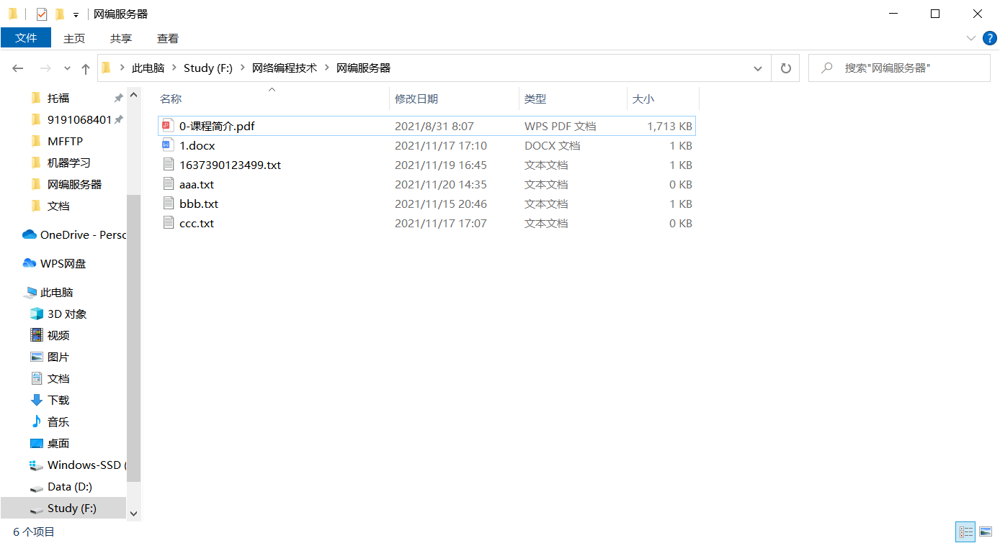 网编服务器
文件 主页 共享 查看
此电脑 Study (F:) 网络编程技术 网编服务器 搜索"网编服务器"
托福
9191068401
MFFTP
机器学习
网编服务器
文档
OneDrive - Perso
WPS网盘
此电脑
3D 对象
视频
图片
文档
下载
音乐
桌面
Windows-SSD (
Data (D:)
Study (F:)
名称 修改日期 类型 大小
0-课程简介.pdf 2021/8/31 8:07 WPS PDF 文档 1,713 KB
1.docx 2021/11/17 17:10 DOCX 文档 1 KB
1637390123499.txt 2021/11/19 16:45 文本文档 1 KB
aaa.txt 2021/11/20 14:35 文本文档 0 KB
bbb.txt 2021/11/15 20:46 文本文档 1 KB
ccc.txt 2021/11/17 17:07 文本文档 0 KB
6 个项目